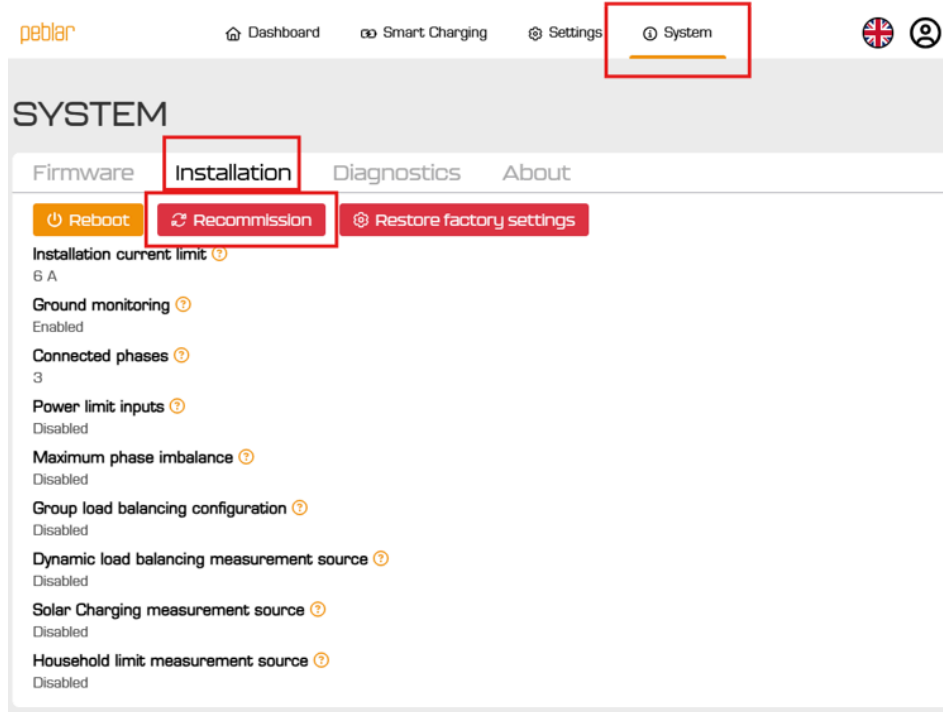 peblar Dashboard Smart Charging Settings System
SYSTEM
Firmware Installation Diagnostics About
Reboot Recommission Restore factory settings
Installation current limit ?
6 A
Ground monitoring ?
Enabled
Connected phases ?
3
Power limit inputs ?
Disabled
Maximum phase imbalance ?
Disabled
Group load balancing configuration ?
Disabled
Dynamic load balancing measurement source ?
Disabled
Solar Charging measurement source ?
Disabled
Household limit measurement source ?
Disabled